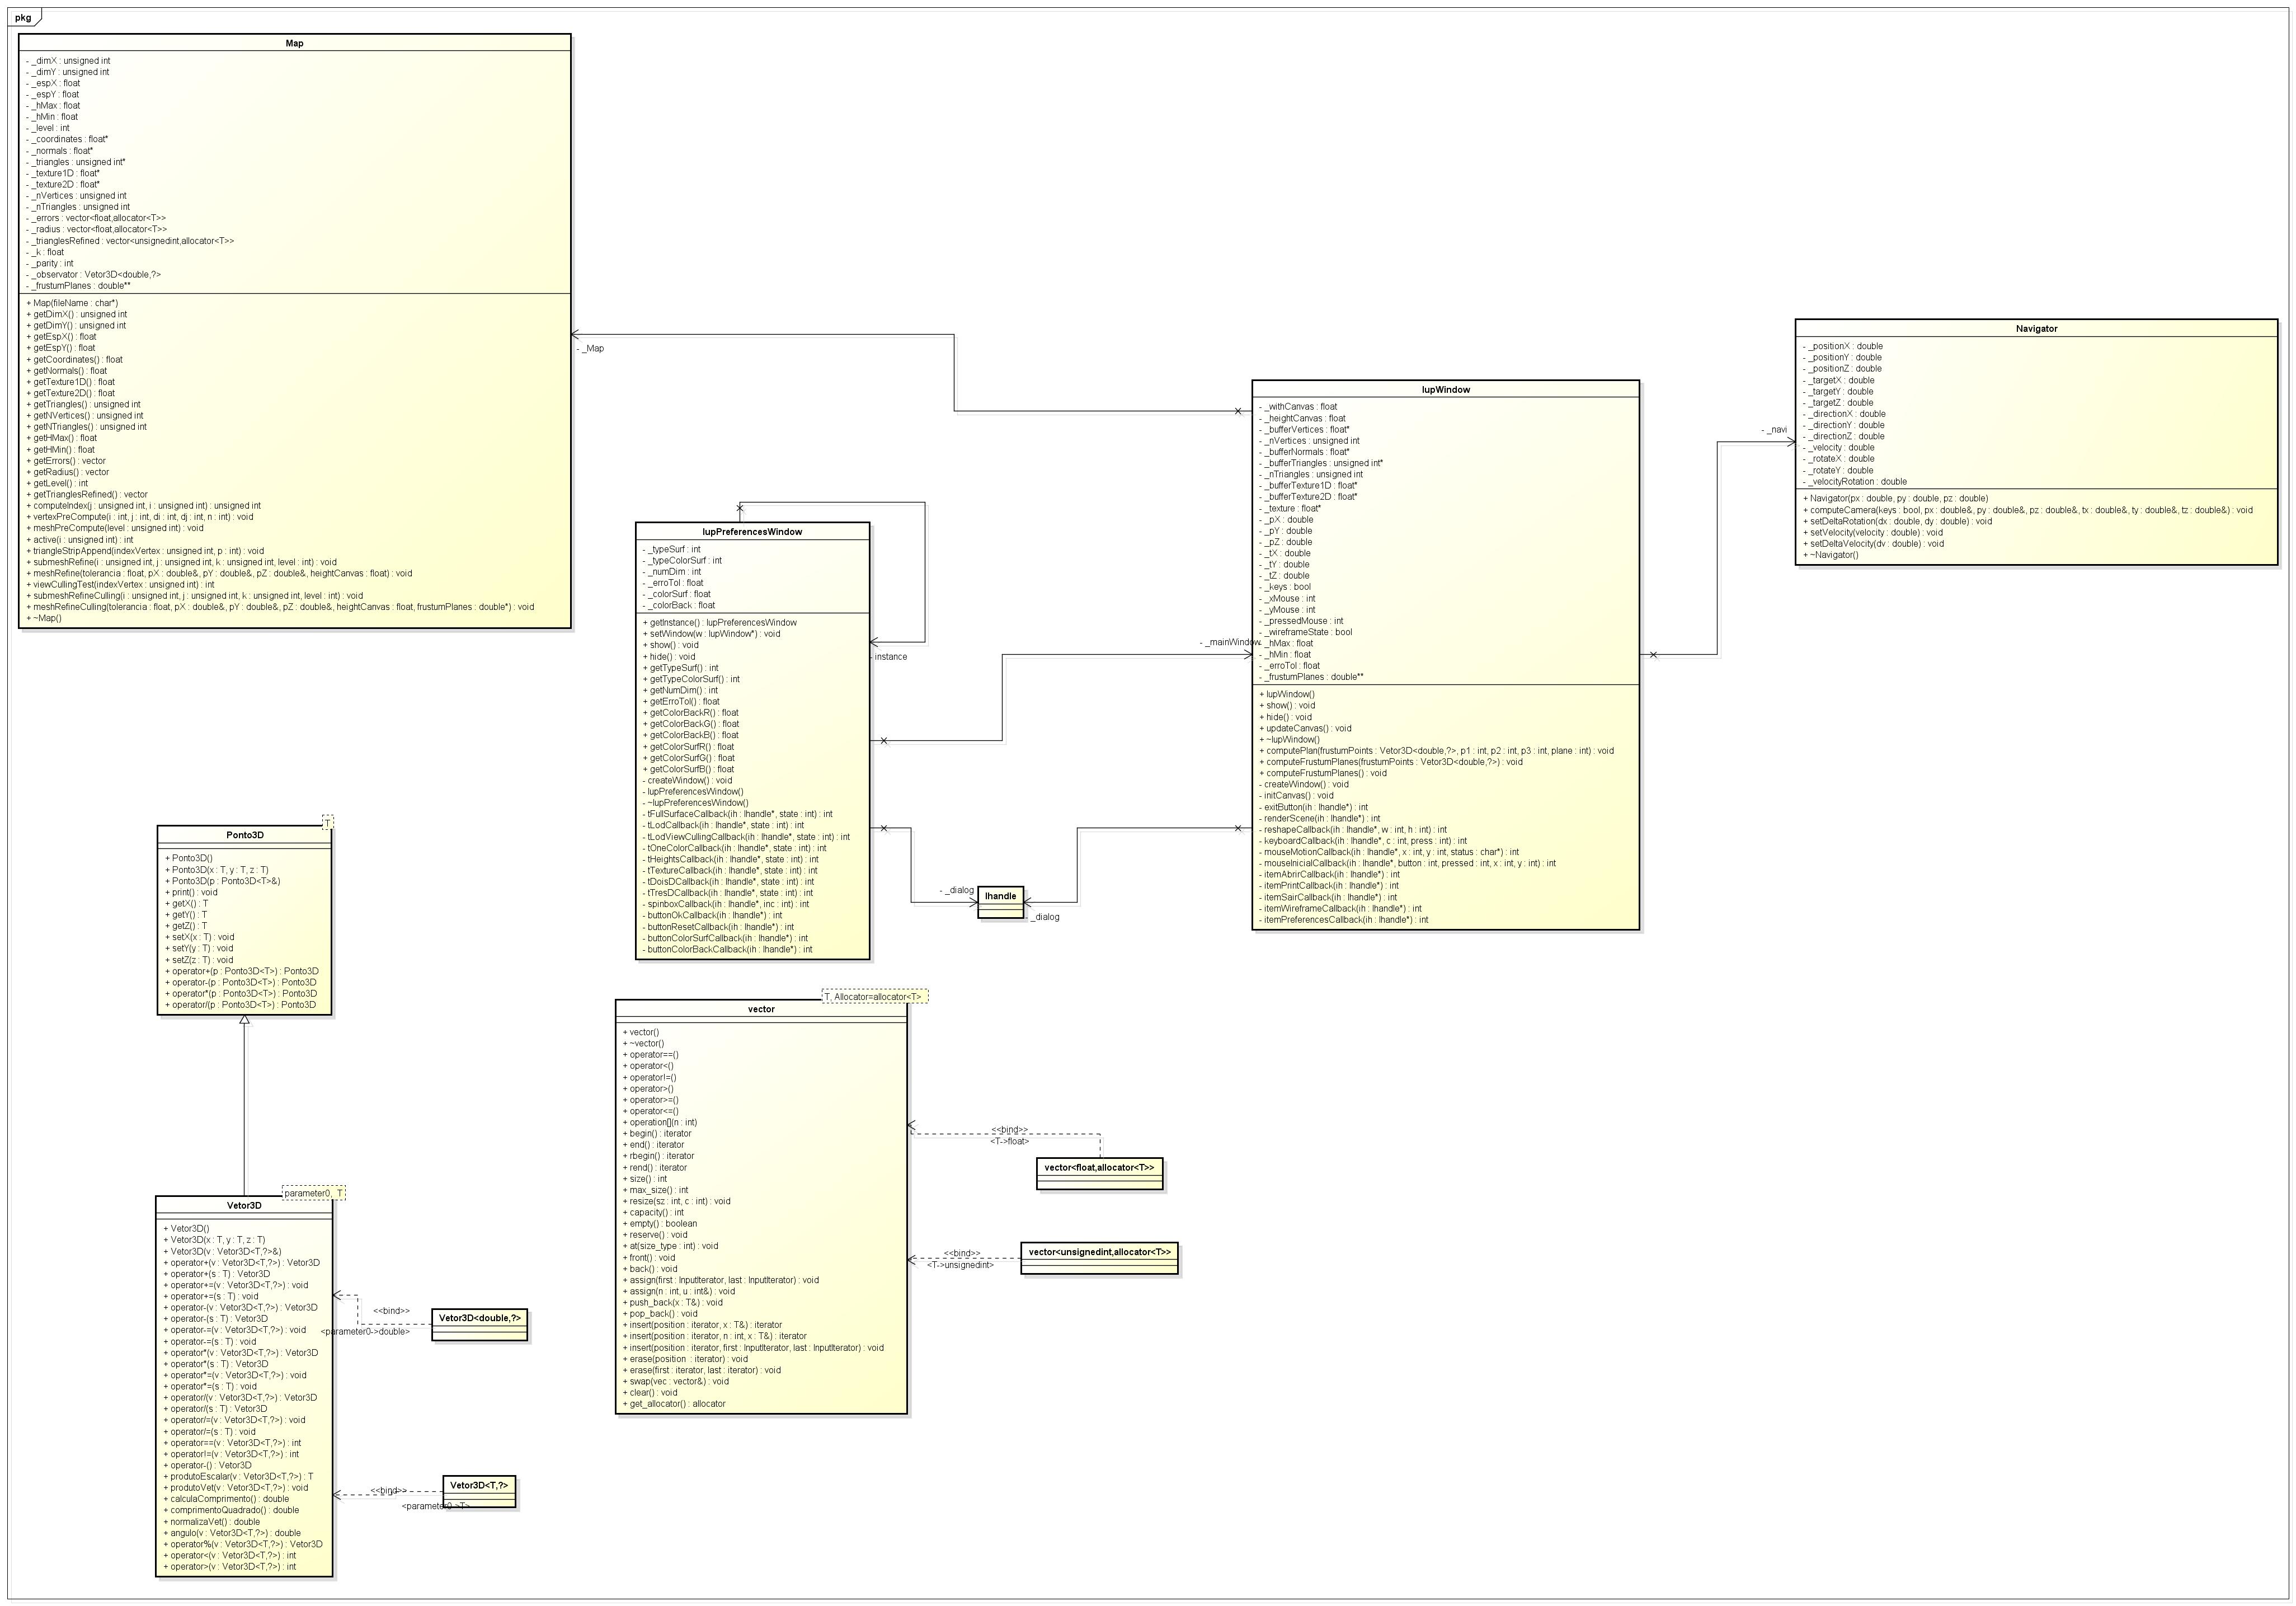 pkg
Map
- _dimX : unsigned int
- _dimY : unsigned int
- _espX : float
- _espY : float
- _hMax : float
- _hMin : float
- _level : int
- _coordinates : float*
- _normals : float*
- _triangles : unsigned int*
- _texture1D : float*
- _texture2D : float*
- _nVertices : unsigned int
- _nTriangles : unsigned int
- _errors : vector<float,allocator<T>>
- _radius : vector<float,allocator<T>>
- _trianglesRefined : vector<unsignedint,allocator<T>>
- _k : float
- _parity : int
- _observator : Vetor3D<double,?>
- _frustumPlanes : double**
+ Map(fileName : char*)
+ getDimX() : unsigned int
+ getDimY() : unsigned int
+ getEspX() : float
+ getEspY() : float
+ getCoordinates() : float
+ getNormals() : float
+ getTexture1D() : float
+ getTexture2D() : float
+ getTriangles() : unsigned int
+ getNVertices() : unsigned int
+ getNTriangles() : unsigned int
+ getHMax() : float
+ getHMin() : float
+ getErrors() : vector
+ getRadius() : vector
+ getLevel() : int
+ getTrianglesRefined() : vector
+ computeIndex(j : unsigned int, i : unsigned int) : unsigned int
+ vertexPreCompute(i : int, j : int, di : int, dj : int, n : int) : void
+ meshPreCompute(level : unsigned int) : void
+ active(i : unsigned int) : int
+ triangleStripAppend(indexVertex : unsigned int, p : int) : void
+ submeshRefine(i : unsigned int, j : unsigned int, k : unsigned int, level : int) : void
+ meshRefine(tolerancia : float, pX : double&, pY : double&, pZ : double&, heightCanvas : float) : void
+ viewCullingTest(indexVertex : unsigned int) : int
+ submeshRefineCulling(i : unsigned int, j : unsigned int, k : unsigned int, level : int) : void
+ meshRefineCulling(tolerancia : float, pX : double&, pY : double&, pZ : double&, heightCanvas : float, frustumPlanes : double*) : void
+ ~Map()
- _Map
Navigator
- _positionX : double
- _positionY : double
- _positionZ : double
- _targetX : double
- _targetY : double
- _targetZ : double
- _directionX : double
- _directionY : double
- _directionZ : double
- _velocity : double
- _rotateX : double
- _rotateY : double
- _velocityRotation : double
+ Navigator(px : double, py : double, pz : double)
+ computeCamera(keys : bool, px : double&, py : double&, pz : double&, tx : double&, ty : double&, tz : double&) : void
+ setDeltaRotation(dx : double, dy : double) : void
+ setVelocity(velocity : double) : void
+ setDeltaVelocity(dv : double) : void
+ ~Navigator()
- _navi
IupWindow
- _withCanvas : float
- _heightCanvas : float
- _bufferVertices : float*
- _nVertices : unsigned int
- _bufferNormals : float*
- _bufferTriangles : unsigned int*
- _nTriangles : unsigned int
- _bufferTexture1D : float*
- _bufferTexture2D : float*
- _texture : float*
- _pX : double
- _pY : double
- _pZ : double
- _tX : double
- _tY : double
- _tZ : double
- _keys : bool
- _xMouse : int
- _yMouse : int
- _pressedMouse : int
- _wireframeState : bool
- _hMax : float
- _hMin : float
- _erroTol : float
- _frustumPlanes : double**
+ IupWindow()
+ show() : void
+ hide() : void
+ updateCanvas() : void
+ ~IupWindow()
+ computePlan(frustumPoints : Vetor3D<double,?>, p1 : int, p2 : int, p3 : int, plane : int) : void
+ computeFrustumPlanes(frustumPoints : Vetor3D<double,?>) : void
+ computeFrustumPlanes() : void
- createWindow() : void
- initCanvas() : void
- exitButton(ih : Ihandle*) : int
- renderScene(ih : Ihandle*) : int
- reshapeCallback(ih : Ihandle*, w : int, h : int) : int
- keyboardCallback(ih : Ihandle*, c : int, press : int) : int
- mouseMotionCallback(ih : Ihandle*, x : int, y : int, status : char*) : int
- mouseInicialCallback(ih : Ihandle*, button : int, pressed : int, x : int, y : int) : int
- itemAbrirCallback(ih : Ihandle*) : int
- itemPrintCallback(ih : Ihandle*) : int
- itemSairCallback(ih : Ihandle*) : int
- itemWireframeCallback(ih : Ihandle*) : int
- itemPreferencesCallback(ih : Ihandle*) : int
- _mainWindow
IupPreferencesWindow
- _typeSurf : int
- _typeColorSurf : int
- _numDim : int
- _erroTol : float
- _colorSurf : float
- _colorBack : float
+ getInstance() : IupPreferencesWindow
+ setWindow(w : IupWindow*) : void
+ show() : void
+ hide() : void
+ getTypeSurf() : int
+ getTypeColorSurf() : int
+ getNumDim() : int
+ getErroTol() : float
+ getColorBackR() : float
+ getColorBackG() : float
+ getColorBackB() : float
+ getColorSurfR() : float
+ getColorSurfG() : float
+ getColorSurfB() : float
- createWindow() : void
- IupPreferencesWindow()
- ~IupPreferencesWindow()
- tFullSurfaceCallback(ih : Ihandle*, state : int) : int
- tLodCallback(ih : Ihandle*, state : int) : int
- tLodViewCullingCallback(ih : Ihandle*, state : int) : int
- tOneColorCallback(ih : Ihandle*, state : int) : int
- tHeightsCallback(ih : Ihandle*, state : int) : int
- tTextureCallback(ih : Ihandle*, state : int) : int
- tDoisDCallback(ih : Ihandle*, state : int) : int
- tTresDCallback(ih : Ihandle*, state : int) : int
- spinboxCallback(ih : Ihandle*, inc : int) : int
- buttonOkCallback(ih : Ihandle*) : int
- buttonResetCallback(ih : Ihandle*) : int
- buttonColorSurfCallback(ih : Ihandle*) : int
- buttonColorBackCallback(ih : Ihandle*) : int
- instance
- _dialog
Ihandle
_dialog
T
Ponto3D
+ Ponto3D()
+ Ponto3D(x : T, y : T, z : T)
+ Ponto3D(p : Ponto3D<T>&)
+ print() : void
+ getX() : T
+ getY() : T
+ getZ() : T
+ setX(x : T) : void
+ setY(y : T) : void
+ setZ(z : T) : void
+ operator+(p : Ponto3D<T>) : Ponto3D
+ operator-(p : Ponto3D<T>) : Ponto3D
+ operator*(p : Ponto3D<T>) : Ponto3D
+ operator/(p : Ponto3D<T>) : Ponto3D
parameter0, T
Vetor3D
+ Vetor3D()
+ Vetor3D(x : T, y : T, z : T)
+ Vetor3D(v : Vetor3D<T,?>&)
+ operator+(v : Vetor3D<T,?>) : Vetor3D
+ operator+(s : T) : Vetor3D
+ operator+=(v : Vetor3D<T,?>) : void
+ operator+=(s : T) : void
+ operator-(v : Vetor3D<T,?>) : Vetor3D
+ operator-(s : T) : Vetor3D
+ operator-=(v : Vetor3D<T,?>) : void
+ operator-=(s : T) : void
+ operator*(v : Vetor3D<T,?>) : Vetor3D
+ operator*(s : T) : Vetor3D
+ operator*=(v : Vetor3D<T,?>) : void
+ operator*=(s : T) : void
+ operator/(v : Vetor3D<T,?>) : Vetor3D
+ operator/(s : T) : Vetor3D
+ operator/=(v : Vetor3D<T,?>) : void
+ operator/=(s : T) : void
+ operator==(v : Vetor3D<T,?>) : int
+ operator!=(v : Vetor3D<T,?>) : int
+ operator-() : Vetor3D
+ produtoEscalar(v : Vetor3D<T,?>) : T
+ produtoVet(v : Vetor3D<T,?>) : void
+ calculaComprimento() : double
+ comprimentoQuadrado() : double
+ normalizaVet() : double
+ angulo(v : Vetor3D<T,?>) : double
+ operator%(v : Vetor3D<T,?>) : Vetor3D
+ operator<(v : Vetor3D<T,?>) : int
+ operator>(v : Vetor3D<T,?>) : int
<<bind>>
<parameter0->double>
Vetor3D<double,?>
<<bind>>
<parameter0->T>
Vetor3D<T,?>
T, Allocator=allocator<T>
vector
+ vector()
+ ~vector()
+ operator==()
+ operator<()
+ operator!=()
+ operator>()
+ operator>=()
+ operator<=()
+ operation[](n : int)
+ begin() : iterator
+ end() : iterator
+ rbegin() : iterator
+ rend() : iterator
+ size() : int
+ max_size() : int
+ resize(sz : int, c : int) : void
+ capacity() : int
+ empty() : boolean
+ reserve() : void
+ at(size_type : int) : void
+ front() : void
+ back() : void
+ assign(first : InputIterator, last : InputIterator) : void
+ assign(n : int, u : int&) : void
+ push_back(x : T&) : void
+ pop_back() : void
+ insert(position : iterator, x : T&) : iterator
+ insert(position : iterator, n : int, x : T&) : iterator
+ insert(position : iterator, first : InputIterator, last : InputIterator) : void
+ erase(position : iterator) : void
+ erase(first : iterator, last : iterator) : void
+ swap(vec : vector&) : void
+ clear() : void
+ get_allocator() : allocator
<<bind>>
<T->float>
vector<float,allocator<T>>
<<bind>>
<T->unsignedint>
vector<unsignedint,allocator<T>>